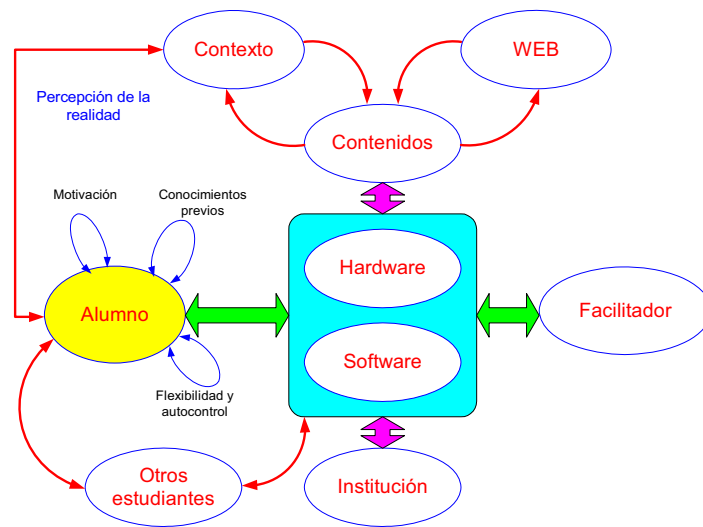 Contexto
WEB
Percepción de la
realidad
Contenidos
Motivación
Conocimientos
previos
Hardware
Alumno
Facilitador
Software
Flexibilidad y
autocontrol
Otros
estudiantes
Institución